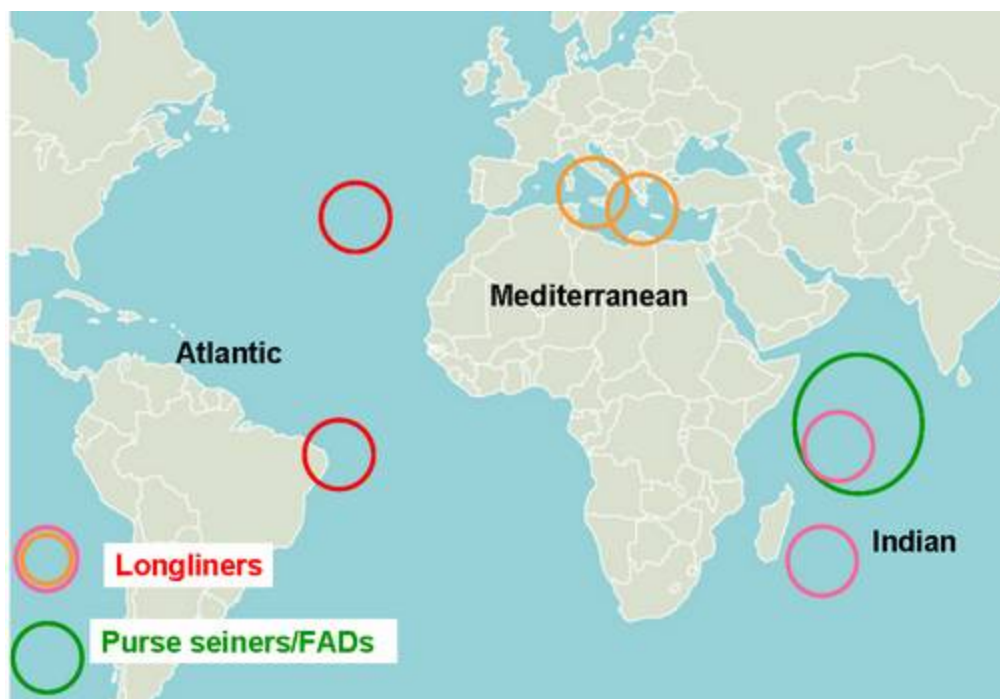 Mediterranean
Atlantic
Indian
Longliners
Purse seiners/FADs